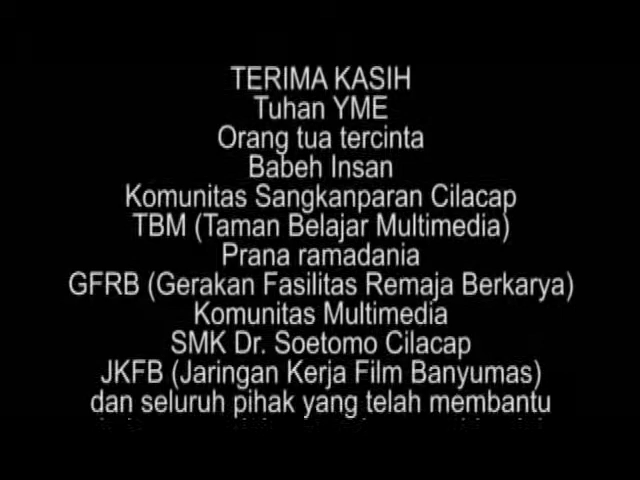 TERIMA KASIH
Tuhan YME
Orang tua tercinta
Babeh Insan
Komunitas Sangkanparan Cilacap
TBM (Taman Belajar Multimedia)
Prana ramadania
GFRB (Gerakan Fasilitas Remaja Berkarya)
Komunitas Multimedia
SMK Dr. Soetomo Cilacap
JKFB (Jaringan Kerja Film Banyumas)
dan seluruh pihak yang telah membantu